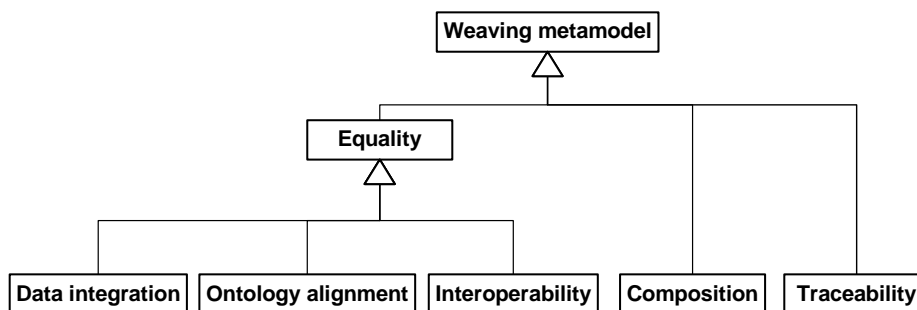 Weaving metamodel
Equality
Data integration
Ontology alignment
Interoperability
Composition
Traceability